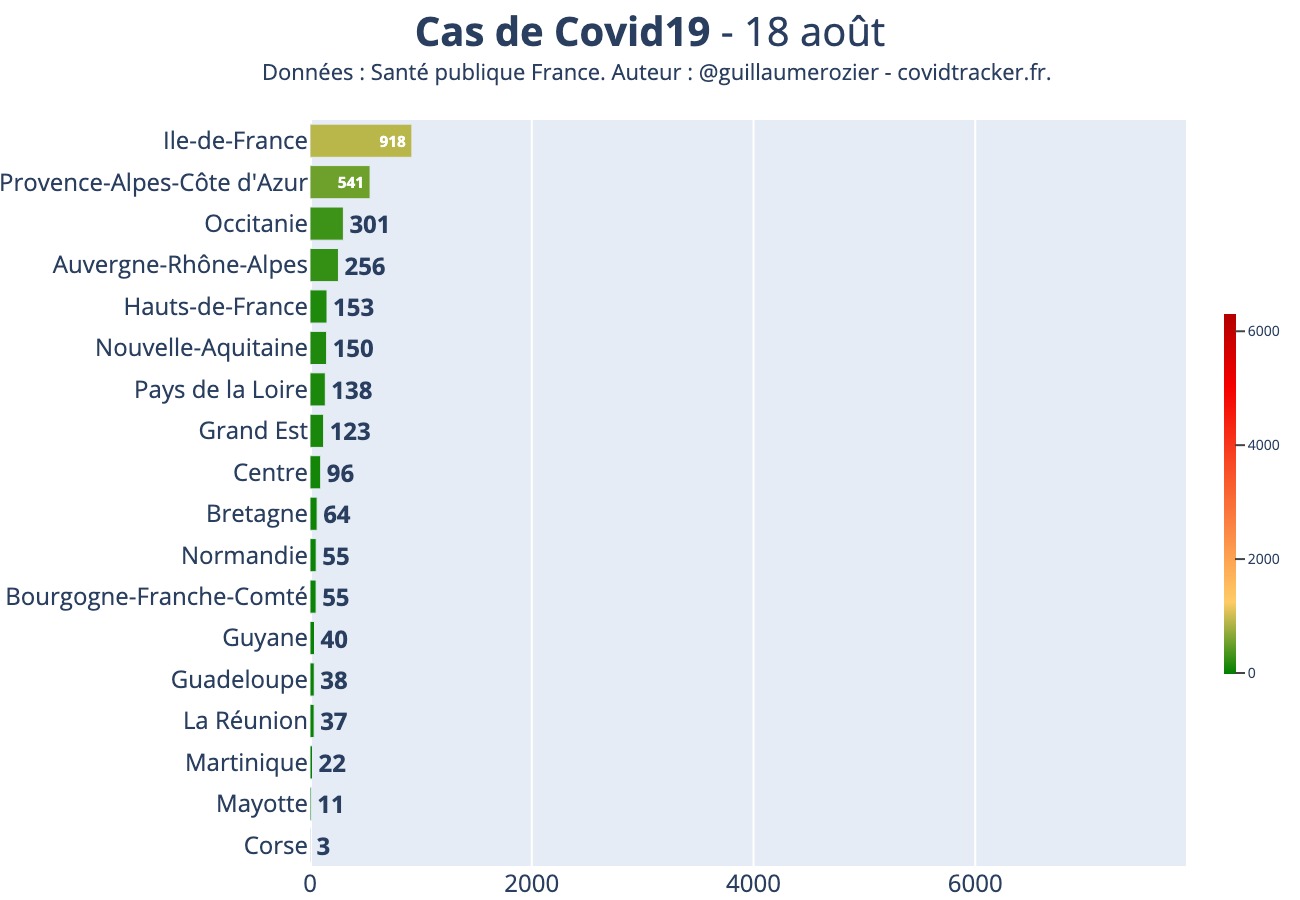 Cas de Covid19 - 18 août
Données : Santé publique France. Auteur : @guillaumerozier - covidtracker.fr.
Ile-de-France 918
Provence-Alpes-Côte d'Azur 541
Occitanie 301
Auvergne-Rhône-Alpes 256
Hauts-de-France 153
Nouvelle-Aquitaine 150
Pays de la Loire 138
Grand Est 123
Centre 96
Bretagne 64
Normandie 55
Bourgogne-Franche-Comté 55
Guyane 40
Guadeloupe 38
La Réunion 37
Martinique 22
Mayotte 11
Corse 3
0 2000 4000 6000
6000
4000
2000
0